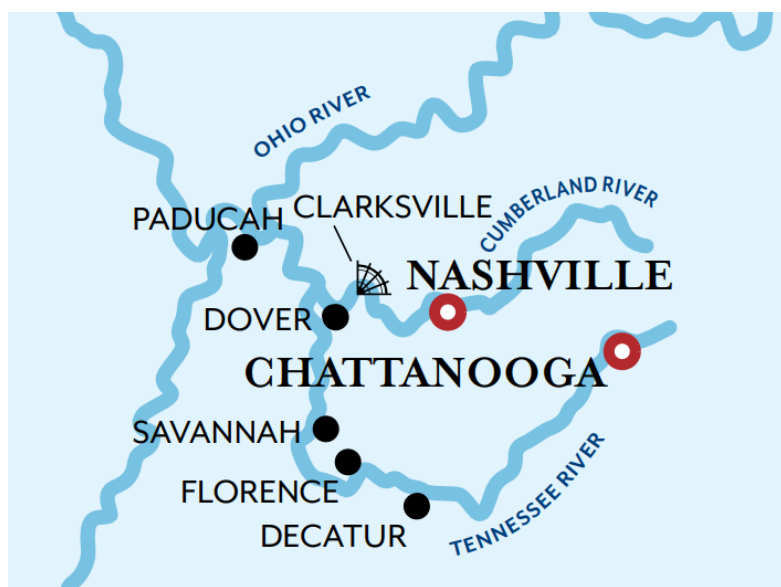 OHIO RIVER
CUMBERLAND RIVER
PADUCAH
CLARKSVILLE
NASHVILLE
DOVER
CHATTANOOGA
SAVANNAH
FLORENCE
DECATUR
TENNESSEE RIVER